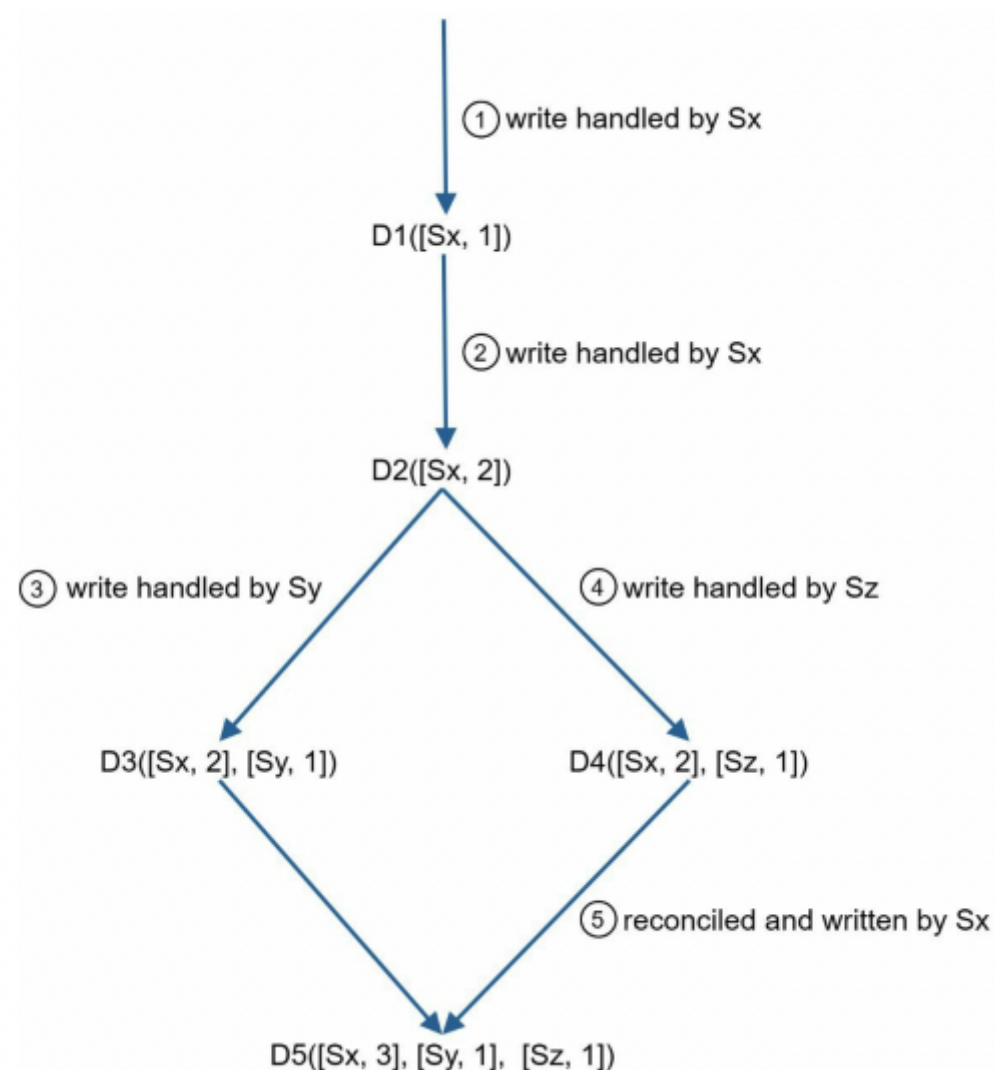 ① write handled by Sx
D1([Sx, 1])
② write handled by Sx
D2([Sx, 2])
③ write handled by Sy
④ write handled by Sz
D3([Sx, 2], [Sy, 1])
D4([Sx, 2], [Sz, 1])
⑤ reconciled and written by Sx
D5([Sx, 3], [Sy, 1], [Sz, 1])